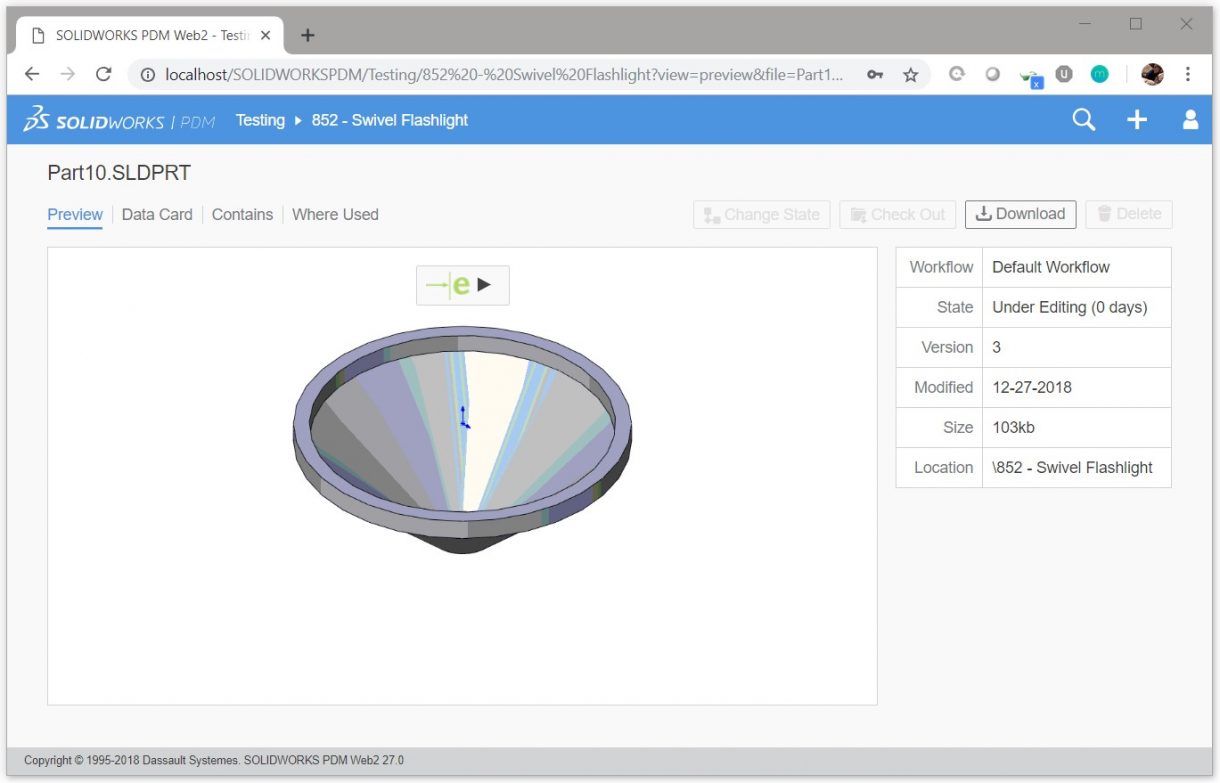 SOLIDWORKS PDM Web2 - Testin
localhost/SOLIDWORKSPDM/Testing/852%20-%20Swivel%20Flashlight?view=preview&file=Part1...
x
U
m
3S SOLIDWORKS | PDM Testing ▸ 852 - Swivel Flashlight
Part10.SLDPRT
Preview Data Card Contains Where Used Change State Check Out Download Delete
e
Workflow Default Workflow
State Under Editing (0 days)
Version 3
Modified 12-27-2018
Size 103kb
Location \852 - Swivel Flashlight
Copyright © 1995-2018 Dassault Systemes. SOLIDWORKS PDM Web2 27.0